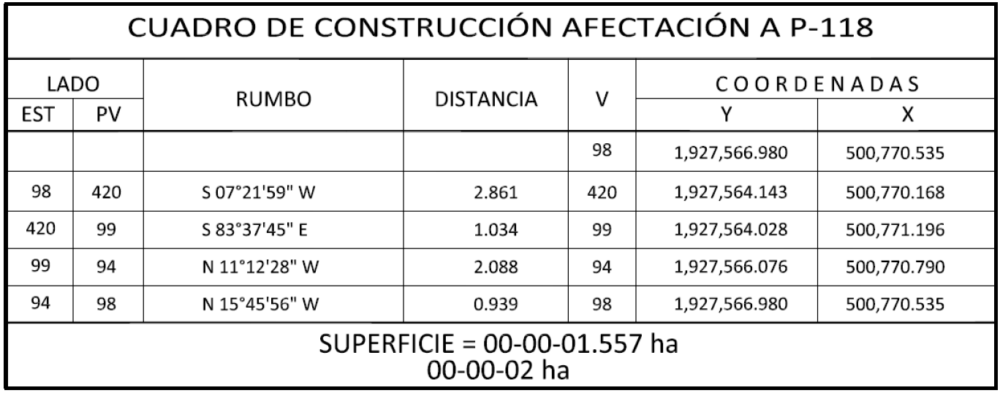 CUADRO DE CONSTRUCCIÓN AFECTACIÓN A P-118
LADO RUMBO DISTANCIA V COORDENADAS
EST PV Y X
98 1,927,566.980 500,770.535
98 420 S 07°21'59" W 2.861 420 1,927,564.143 500,770.168
420 99 S 83°37'45" E 1.034 99 1,927,564.028 500,771.196
99 94 N 11°12'28" W 2.088 94 1,927,566.076 500,770.790
94 98 N 15°45'56" W 0.939 98 1,927,566.980 500,770.535
SUPERFICIE = 00-00-01.557 ha
00-00-02 ha